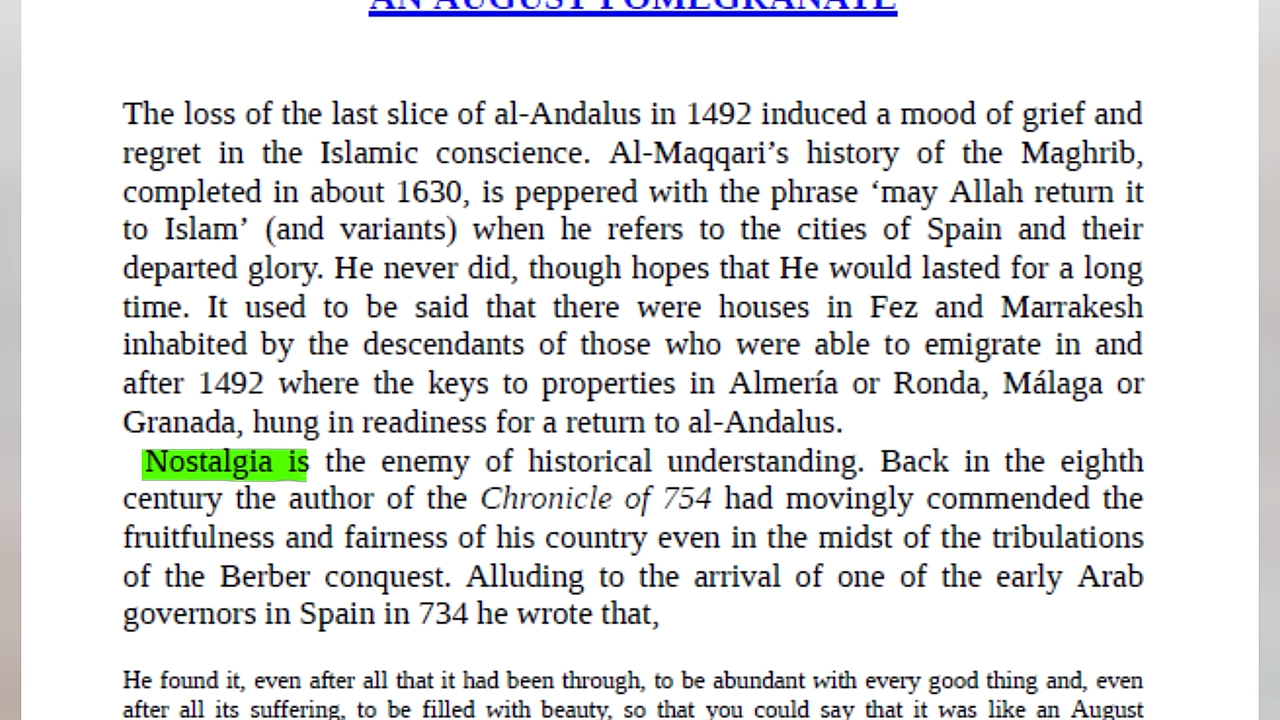 AN AUGUST POMEGRANATE
The loss of the last slice of al-Andalus in 1492 induced a mood of grief and
regret in the Islamic conscience. Al-Maqqari’s history of the Maghrib,
completed in about 1630, is peppered with the phrase ‘may Allah return it
to Islam’ (and variants) when he refers to the cities of Spain and their
departed glory. He never did, though hopes that He would lasted for a long
time. It used to be said that there were houses in Fez and Marrakesh
inhabited by the descendants of those who were able to emigrate in and
after 1492 where the keys to properties in Almería or Ronda, Málaga or
Granada, hung in readiness for a return to al-Andalus.
Nostalgia is the enemy of historical understanding. Back in the eighth
century the author of the Chronicle of 754 had movingly commended the
fruitfulness and fairness of his country even in the midst of the tribulations
of the Berber conquest. Alluding to the arrival of one of the early Arab
governors in Spain in 734 he wrote that,
He found it, even after all that it had been through, to be abundant with every good thing and, even
after all its suffering, to be filled with beauty, so that you could say that it was like an August